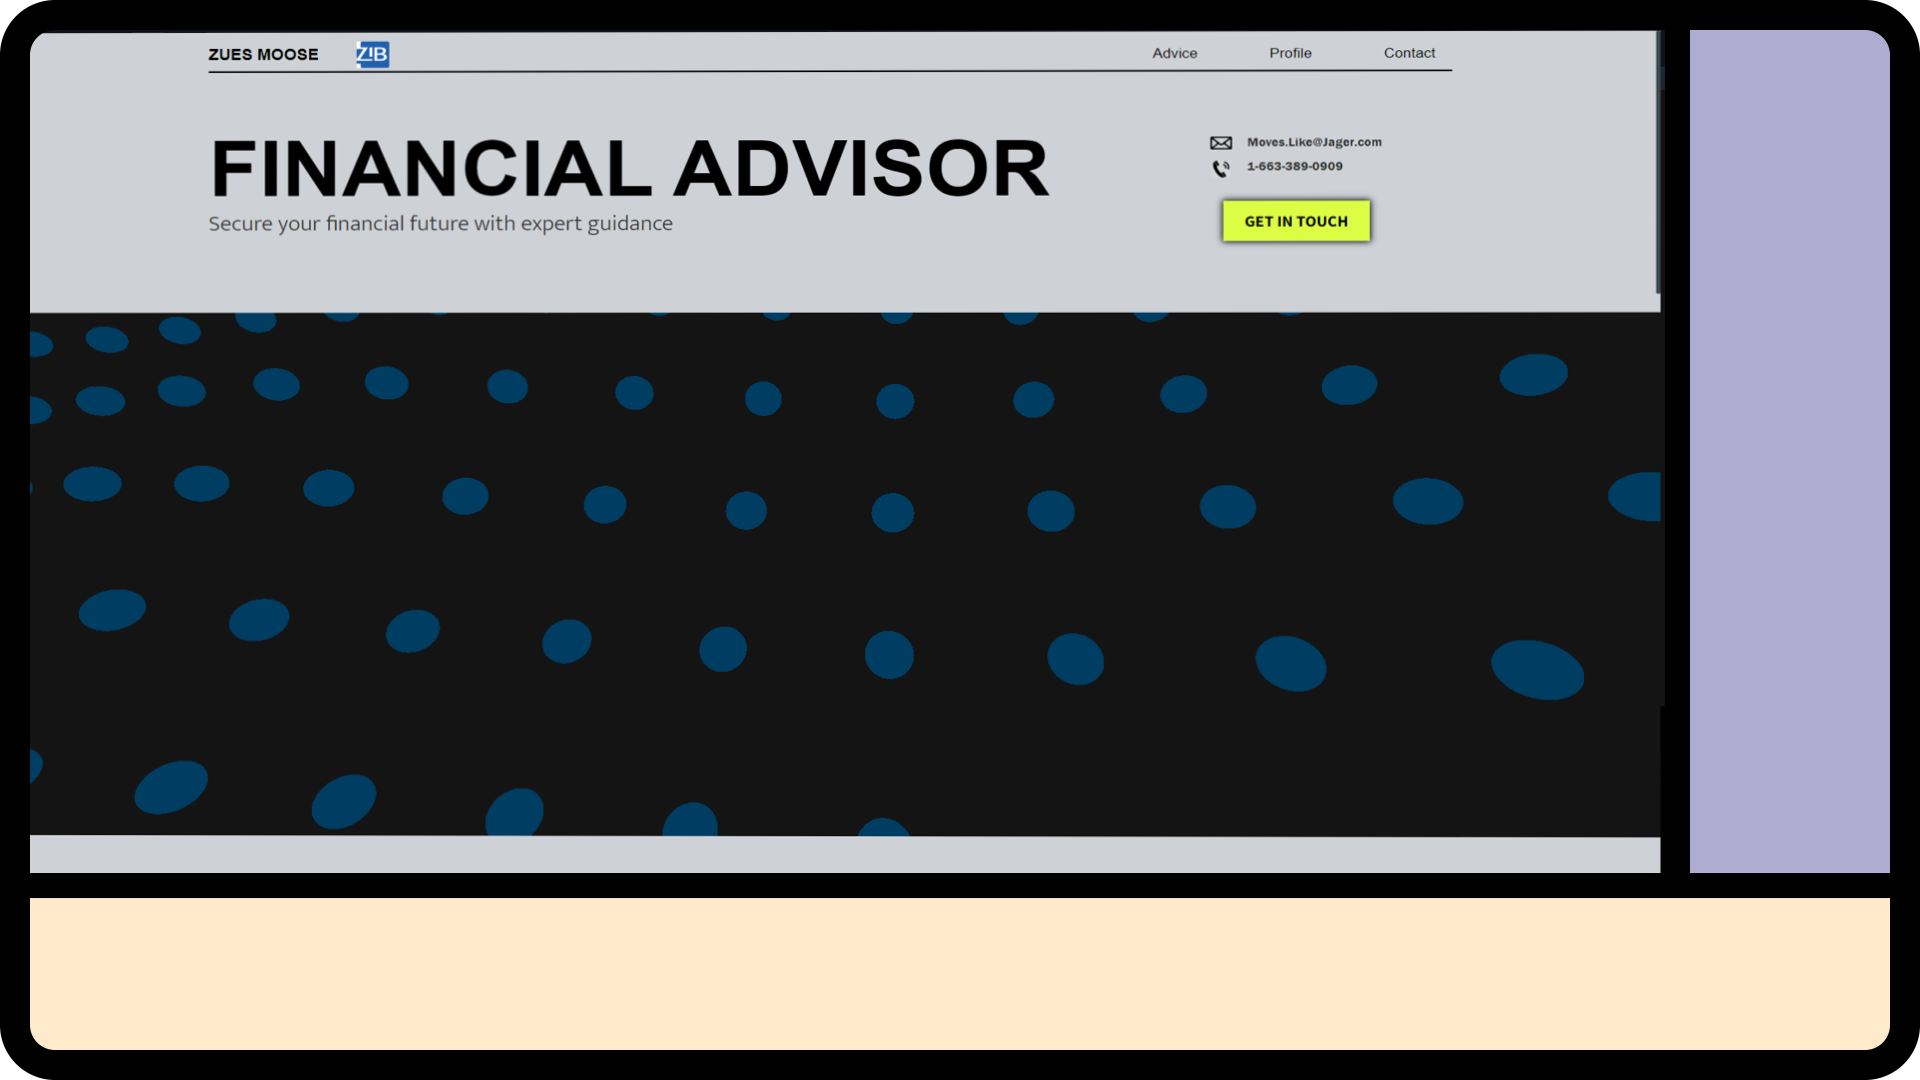 ZUES MOOSE
ZIB
Advice Profile Contact
FINANCIAL ADVISOR
Secure your financial future with expert guidance
Moves.Like@Jager.com
1-663-389-0909
GET IN TOUCH